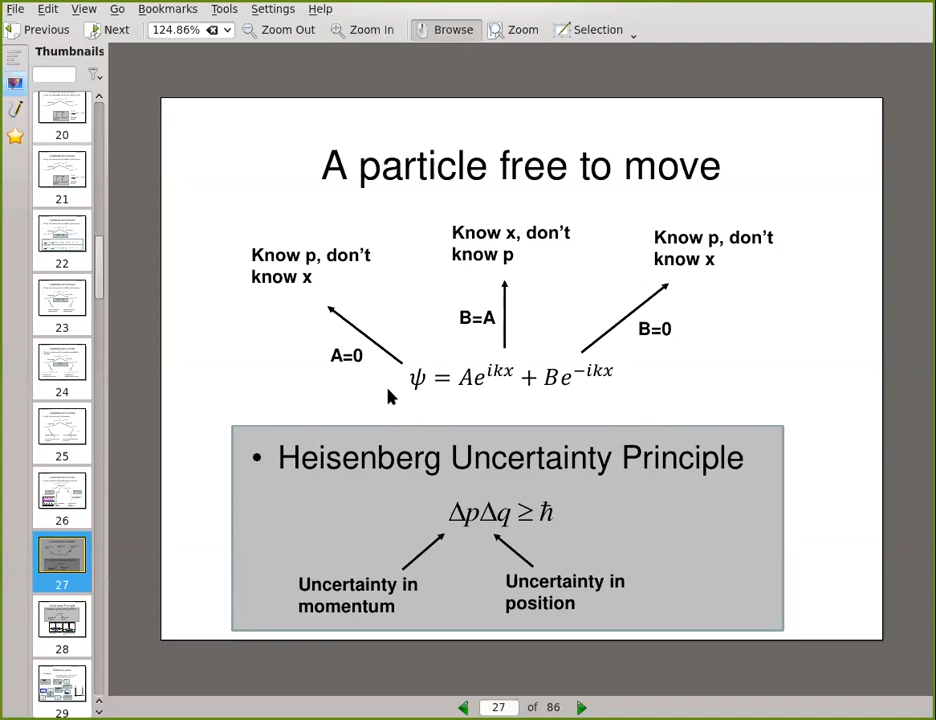 File Edit View Go Bookmarks Tools Settings Help
Previous Next 124.86% Zoom Out Zoom In Browse Zoom Selection
Thumbnails
20
21
22
23
24
25
26
27
28
29
A particle free to move
Know p, don't
know x
Know x, don't
know p
Know p, don't
know x
A=0
B=A
B=0
ψ = Ae^{ikx} + Be^{-ikx}
• Heisenberg Uncertainty Principle
ΔpΔq ≥ ħ
Uncertainty in
momentum
Uncertainty in
position
27 of 86